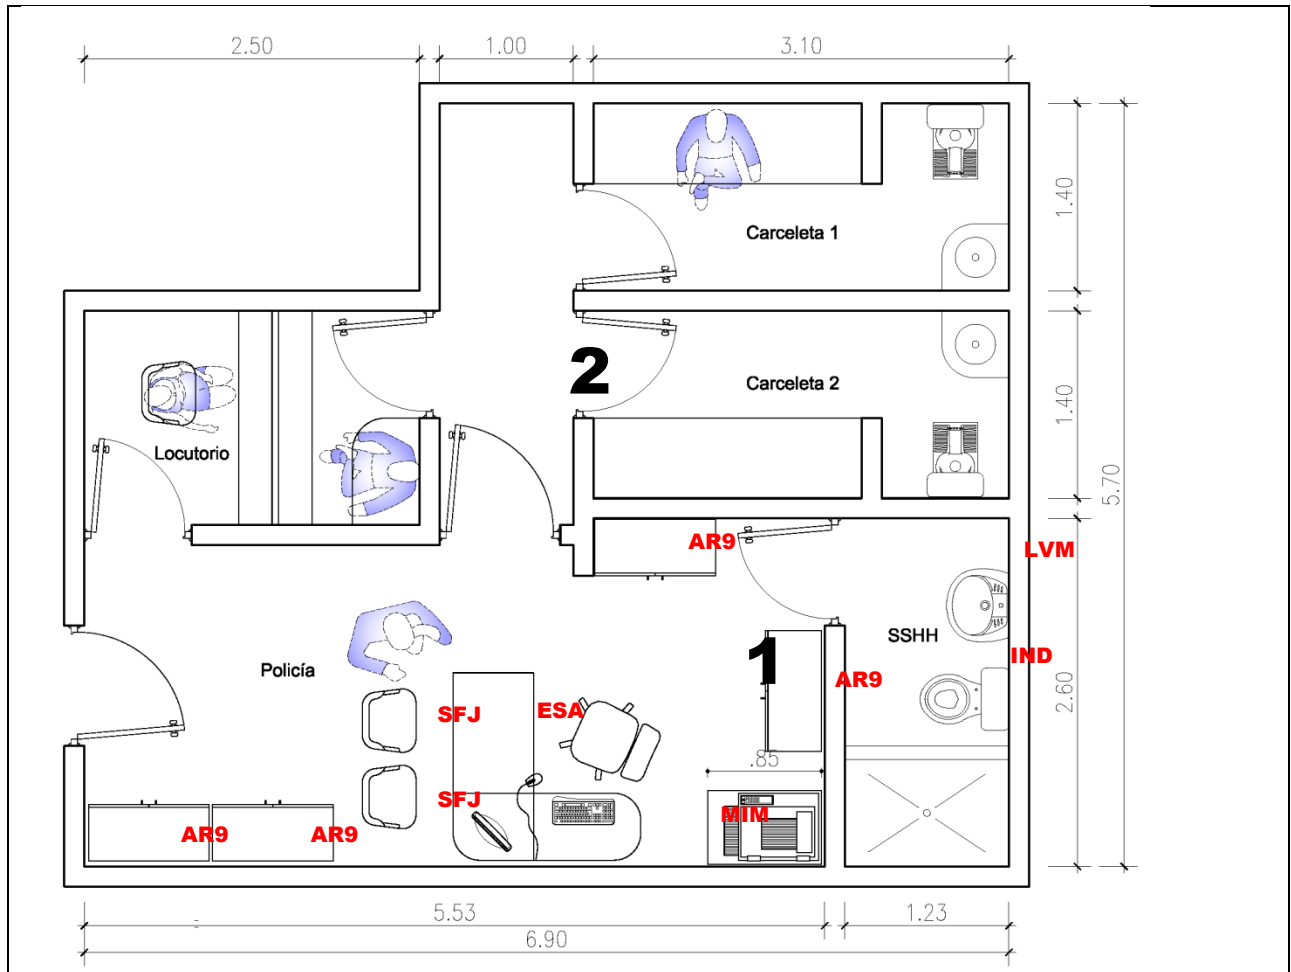 2.50
1.00
3.10
Carceleta 1
1.40
2
Carceleta 2
1.40
Locutorio
5.70
AR9
LVM
SSHH
IND
1
Policía
AR9
2.60
SFJ
ESA
.85
SFJ
MIM
AR9
AR9
5.53
1.23
6.90